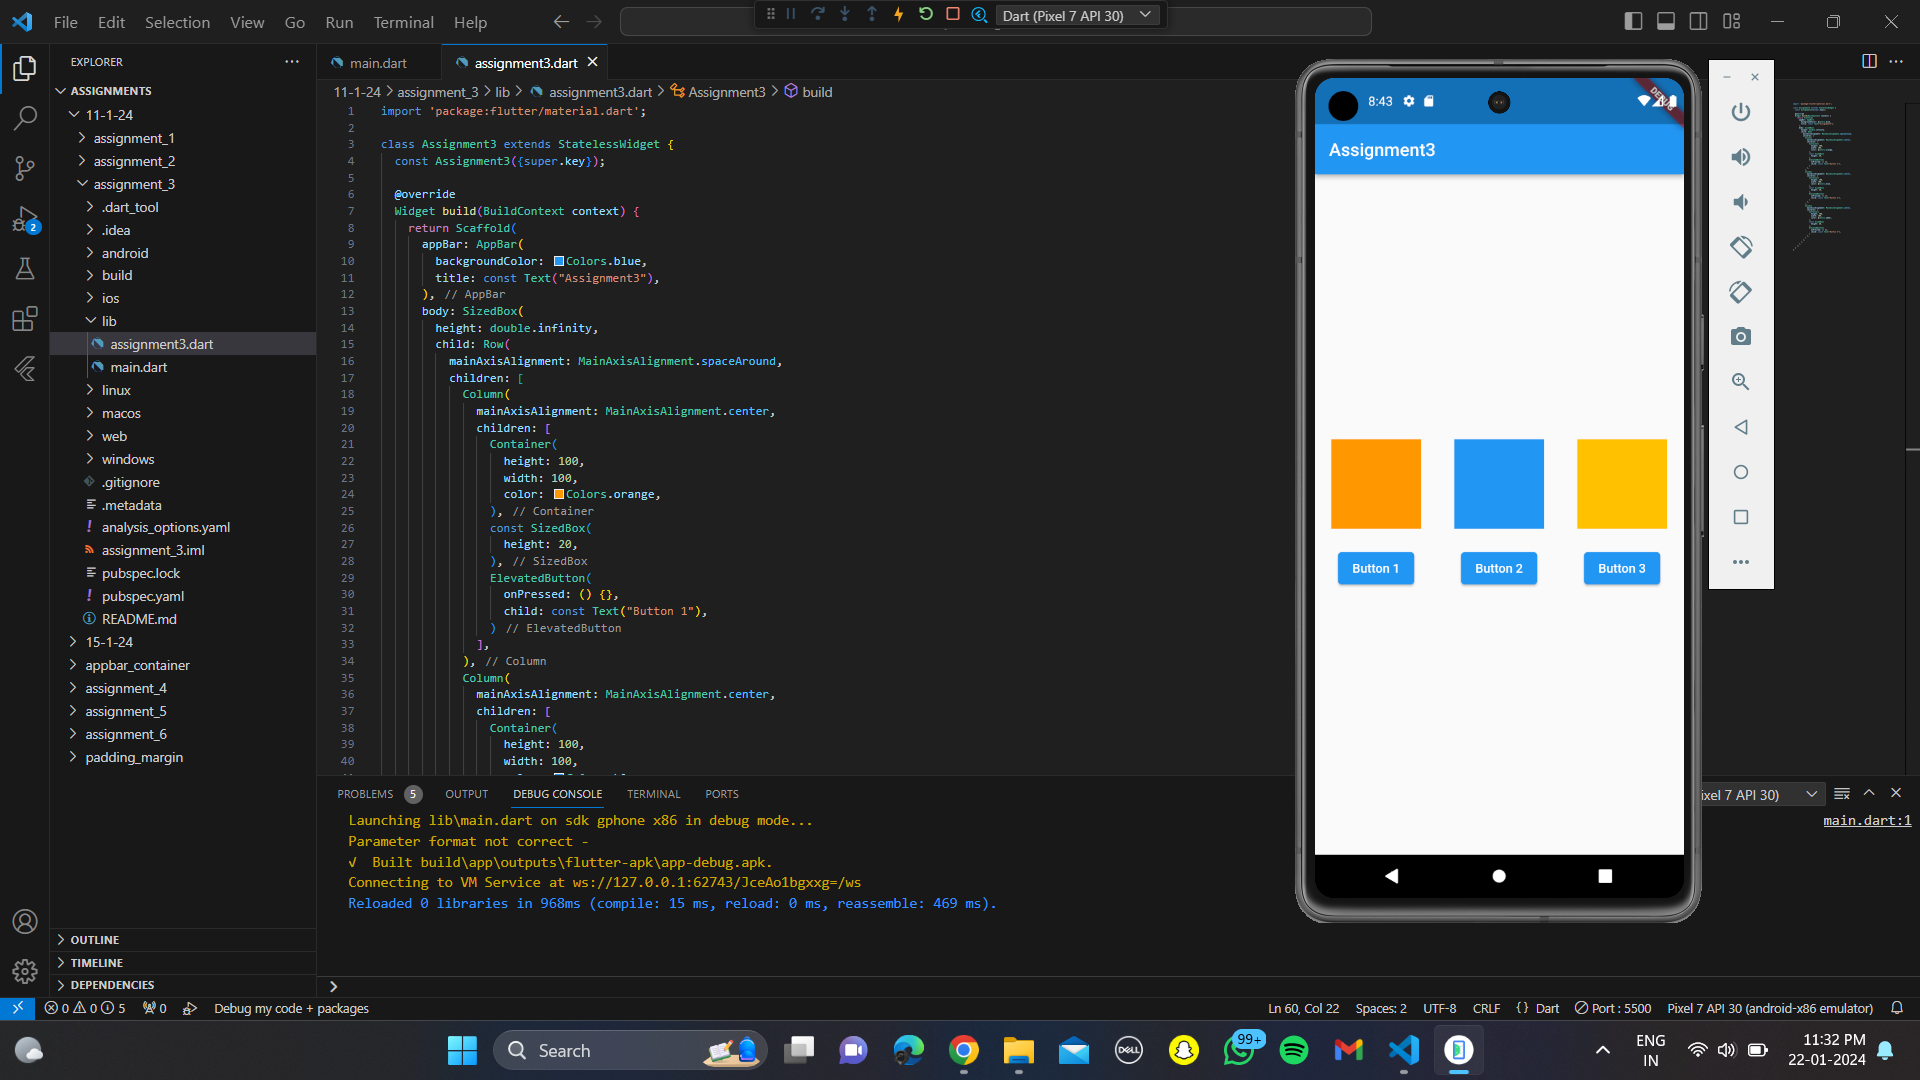 File Edit Selection View Go Run Terminal Help
Dart (Pixel 7 API 30)
EXPLORER
ASSIGNMENTS
11-1-24
assignment_1
assignment_2
assignment_3
.dart_tool
.idea
android
build
ios
lib
assignment3.dart
main.dart
linux
macos
web
windows
.gitignore
.metadata
analysis_options.yaml
assignment_3.iml
pubspec.lock
pubspec.yaml
README.md
15-1-24
appbar_container
assignment_4
assignment_5
assignment_6
padding_margin
OUTLINE
TIMELINE
DEPENDENCIES
2
main.dart assignment3.dart
11-1-24 > assignment_3 > lib > assignment3.dart > Assignment3 > build
1 import 'package:flutter/material.dart';
2
3 class Assignment3 extends StatelessWidget {
4 const Assignment3({super.key});
5
6 @override
7 Widget build(BuildContext context) {
8 return Scaffold(
9 appBar: AppBar(
10 backgroundColor: Colors.blue,
11 title: const Text("Assignment3"),
12 ), // AppBar
13 body: SizedBox(
14 height: double.infinity,
15 child: Row(
16 mainAxisAlignment: MainAxisAlignment.spaceAround,
17 children: [
18 Column(
19 mainAxisAlignment: MainAxisAlignment.center,
20 children: [
21 Container(
22 height: 100,
23 width: 100,
24 color: Colors.orange,
25 ), // Container
26 const SizedBox(
27 height: 20,
28 ), // SizedBox
29 ElevatedButton(
30 onPressed: () {},
31 child: const Text("Button 1"),
32 ) // ElevatedButton
33 ],
34 ), // Column
35 Column(
36 mainAxisAlignment: MainAxisAlignment.center,
37 children: [
38 Container(
39 height: 100,
40 width: 100,
8:43
DEBUG
Assignment3
Button 1 Button 2 Button 3
PROBLEMS 5 OUTPUT DEBUG CONSOLE TERMINAL PORTS
ixel 7 API 30)
Launching lib\main.dart on sdk gphone x86 in debug mode...
main.dart:1
Parameter format not correct -
√ Built build\app\outputs\flutter-apk\app-debug.apk.
Connecting to VM Service at ws://127.0.0.1:62743/JceAo1bgxxg=/ws
Reloaded 0 libraries in 968ms (compile: 15 ms, reload: 0 ms, reassemble: 469 ms).
0 0 5 0 Debug my code + packages
Ln 60, Col 22 Spaces: 2 UTF-8 CRLF {} Dart Port : 5500 Pixel 7 API 30 (android-x86 emulator)
Search
DELL
99+
ENG
IN
11:32 PM
22-01-2024